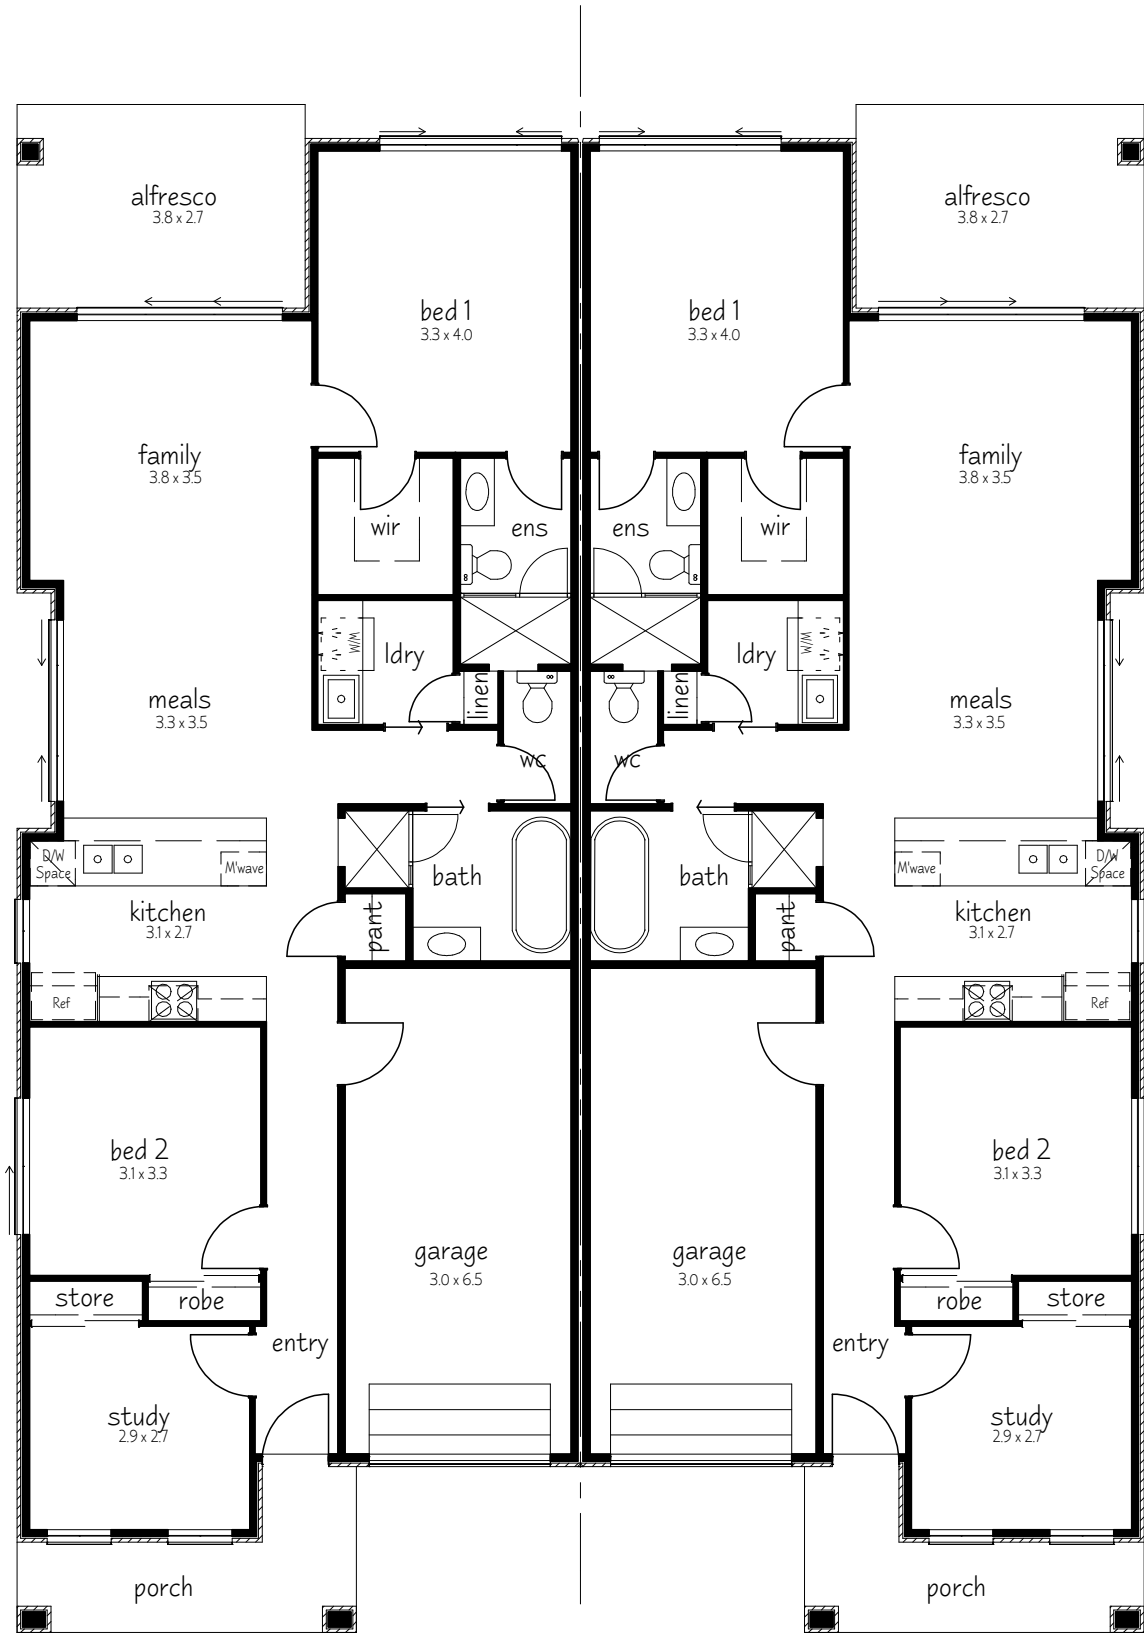 alfresco
3.8 x 2.7
alfresco
3.8 x 2.7
bed 1
3.3 x 4.0
bed 1
3.3 x 4.0
family
3.8 x 3.5
family
3.8 x 3.5
wir
ens
ens
wir
W/M
ldry
ldry
W/M
linen
linen
meals
3.3 x 3.5
meals
3.3 x 3.5
wc
wc
D/W
Space
M'wave
bath
bath
M'wave
D/W
Space
kitchen
3.1 x 2.7
pant
pant
kitchen
3.1 x 2.7
Ref
Ref
bed 2
3.1 x 3.3
bed 2
3.1 x 3.3
garage
3.0 x 6.5
garage
3.0 x 6.5
store
robe
robe
store
entry
entry
study
2.9 x 2.7
study
2.9 x 2.7
porch
porch